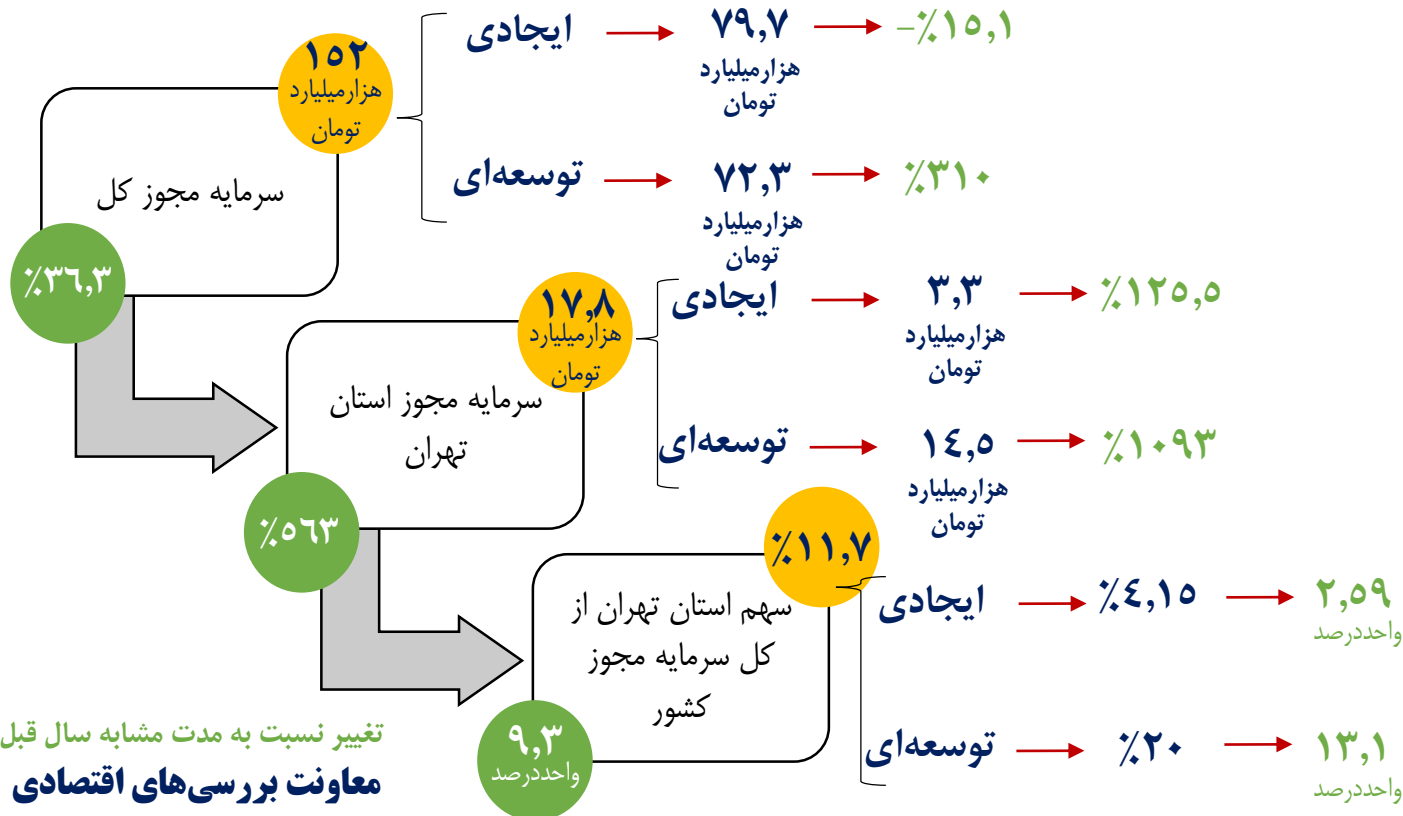 ۱۵۲
هزارمیلیارد
تومان
سرمایه مجوز کل
٪۳۶,۳
ایجادی
۷۹,۷
هزارمیلیارد
تومان
-٪۱۵,۱
توسعه‌ای
۷۲,۳
هزارمیلیارد
تومان
٪۳۱۰
۱۷,۸
هزارمیلیارد
تومان
سرمایه مجوز استان
تهران
٪۵۶۳
ایجادی
۳,۳
هزارمیلیارد
تومان
٪۱۲۵,۵
توسعه‌ای
۱۴,۵
هزارمیلیارد
تومان
٪۱۰۹۳
٪۱۱,۷
سهم استان تهران از
کل سرمایه مجوز
کشور
۹,۳
واحددرصد
ایجادی
٪۴,۱۵
۲,۵۹
واحددرصد
توسعه‌ای
٪۲۰
۱۳,۱
واحددرصد
تغییر نسبت به مدت مشابه سال قبل
معاونت بررسی‌های اقتصادی